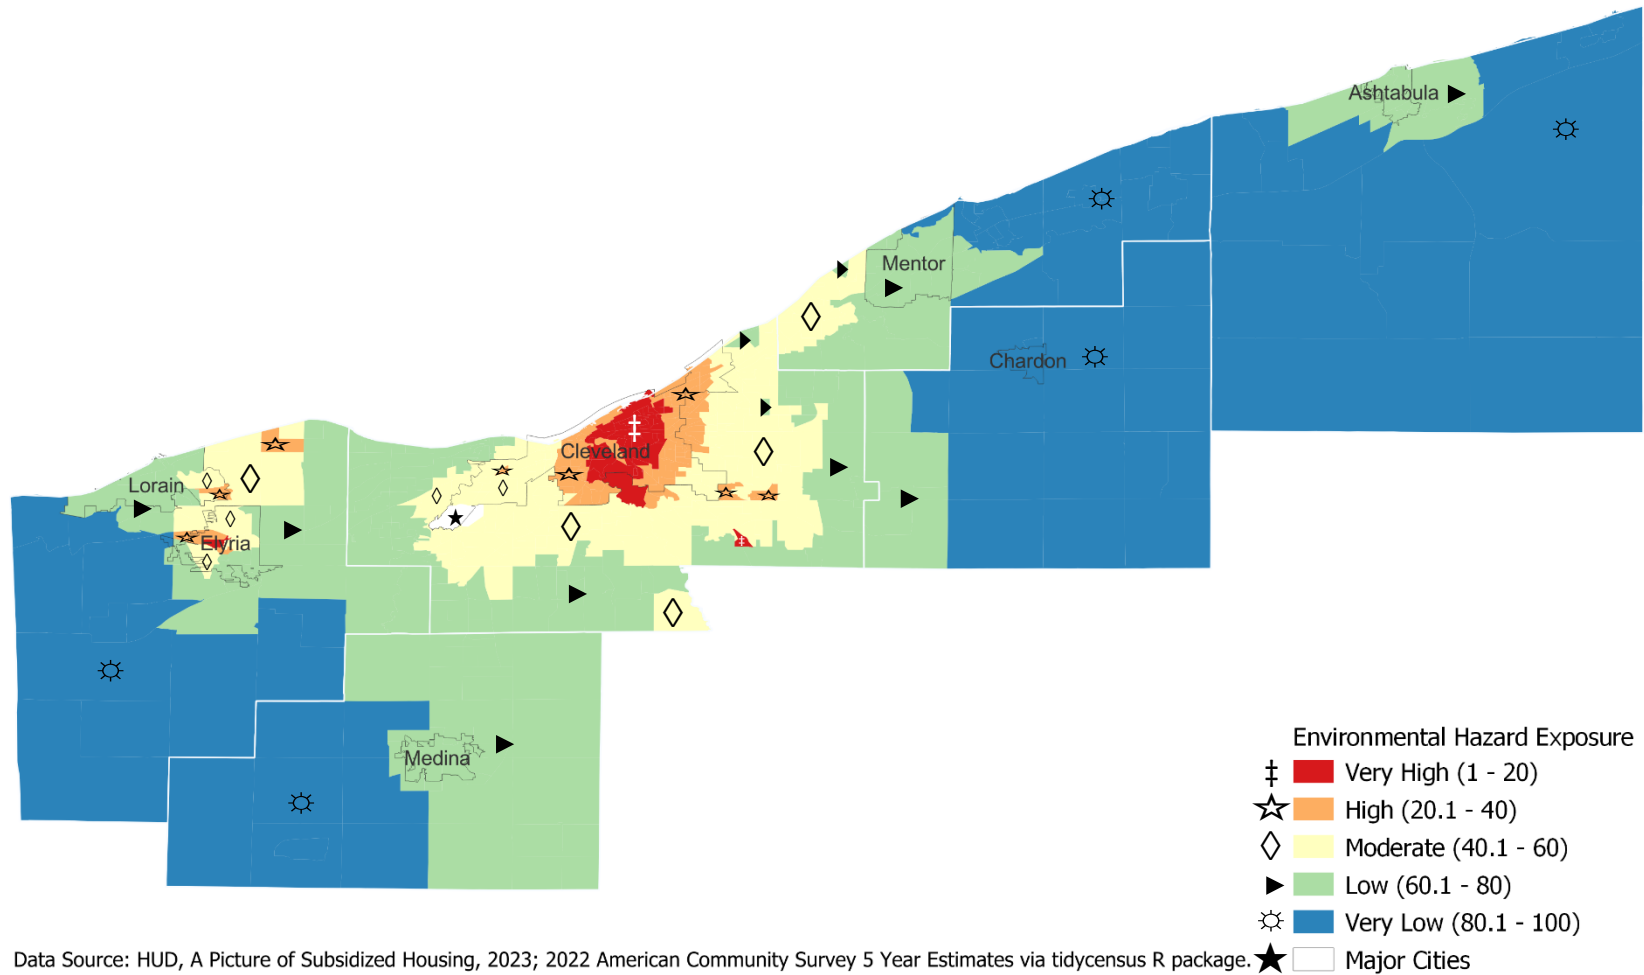 Ashtabula
Mentor
Chardon
Cleveland
Lorain
Elyria
Medina
Environmental Hazard Exposure
Very High (1 - 20)
High (20.1 - 40)
Moderate (40.1 - 60)
Low (60.1 - 80)
Very Low (80.1 - 100)
Major Cities
Data Source: HUD, A Picture of Subsidized Housing, 2023; 2022 American Community Survey 5 Year Estimates via tidycensus R package.